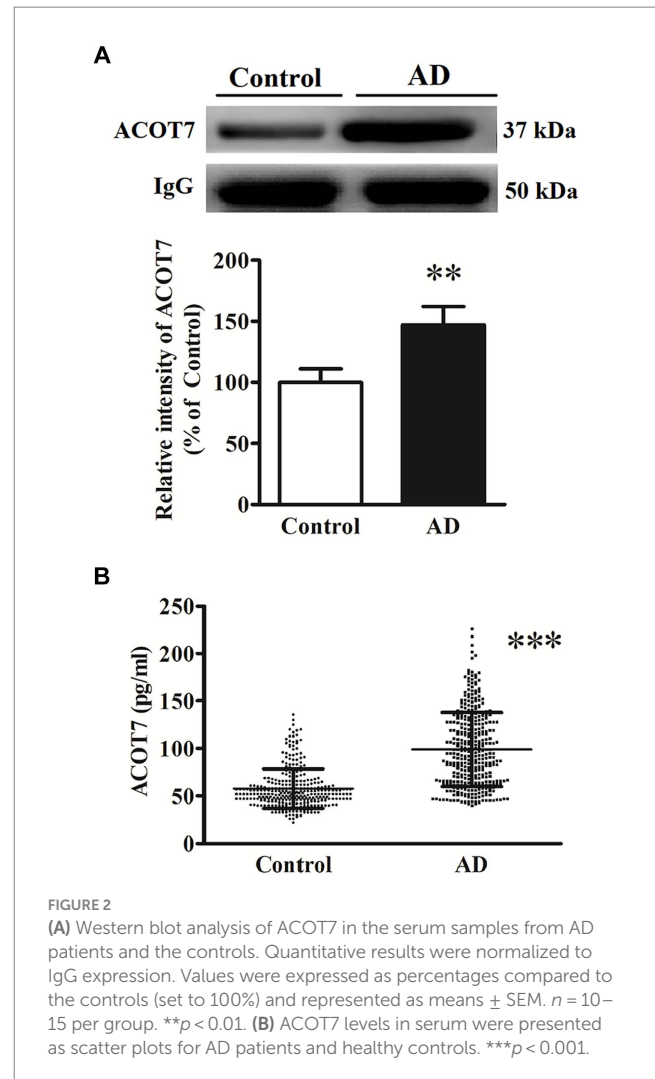 A
Control AD
ACOT7 37 kDa
IgG 50 kDa
Relative intensity of ACOT7
(% of Control)
200
150
100
50
0
**
Control AD
B
ACOT7 (pg/ml)
250
200
150
100
50
0
***
Control AD
FIGURE 2
(A) Western blot analysis of ACOT7 in the serum samples from AD
patients and the controls. Quantitative results were normalized to
IgG expression. Values were expressed as percentages compared to
the controls (set to 100%) and represented as means ± SEM. n = 10–
15 per group. **p < 0.01. (B) ACOT7 levels in serum were presented
as scatter plots for AD patients and healthy controls. ***p < 0.001.